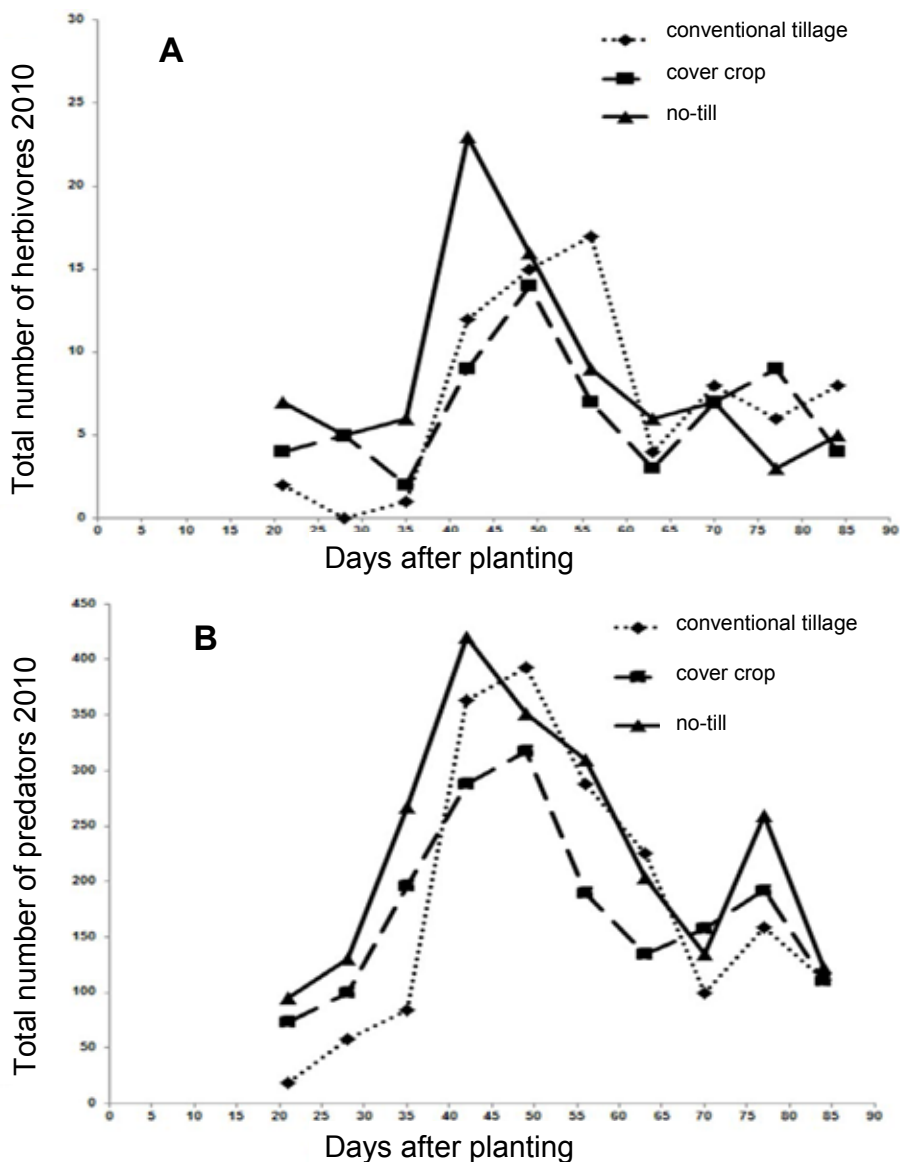 A
conventional tillage
cover crop
no-till
Total number of herbivores 2010
30
25
20
15
10
5
0
0 5 10 15 20 25 30 35 40 45 50 55 60 65 70 75 80 85 90
Days after planting
B
conventional tillage
cover crop
no-till
Total number of predators 2010
450
400
350
300
250
200
150
100
50
0
0 5 10 15 20 25 30 35 40 45 50 55 60 65 70 75 80 85 90
Days after planting